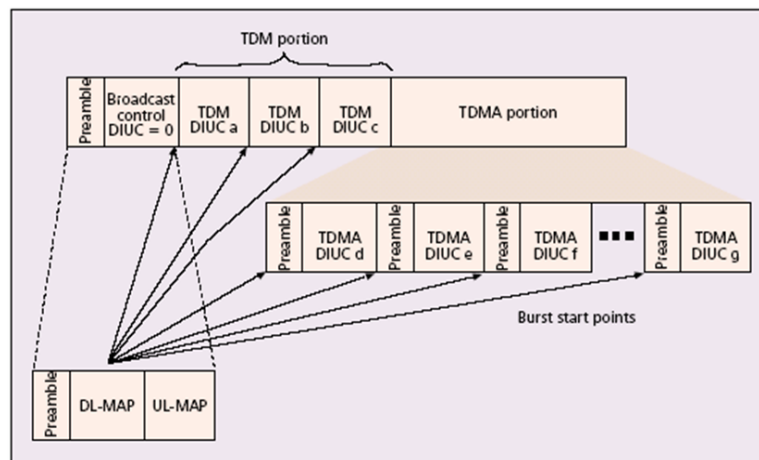 TDM portion
Preamble
Broadcast
control
DIUC = 0
TDM
DIUC a
TDM
DIUC b
TDM
DIUC c
TDMA portion
Preamble
TDMA
DIUC d
Preamble
TDMA
DIUC e
Preamble
TDMA
DIUC f
Preamble
TDMA
DIUC g
Burst start points
Preamble
DL-MAP
UL-MAP